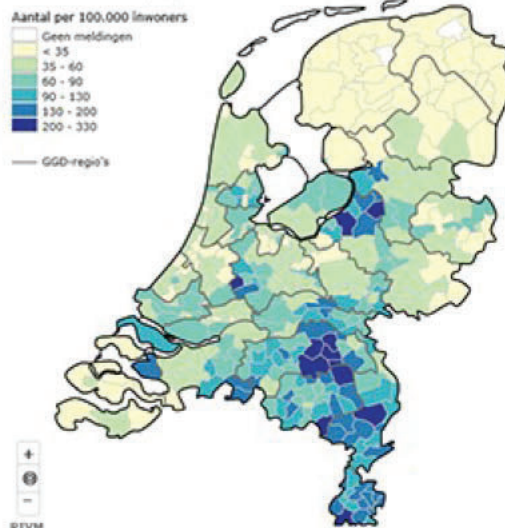 Aantal per 100.000 inwoners
Geen meldingen
< 35
35 - 60
60 - 90
90 - 130
130 - 200
200 - 330
GGD-regio's
+
−
RIVM